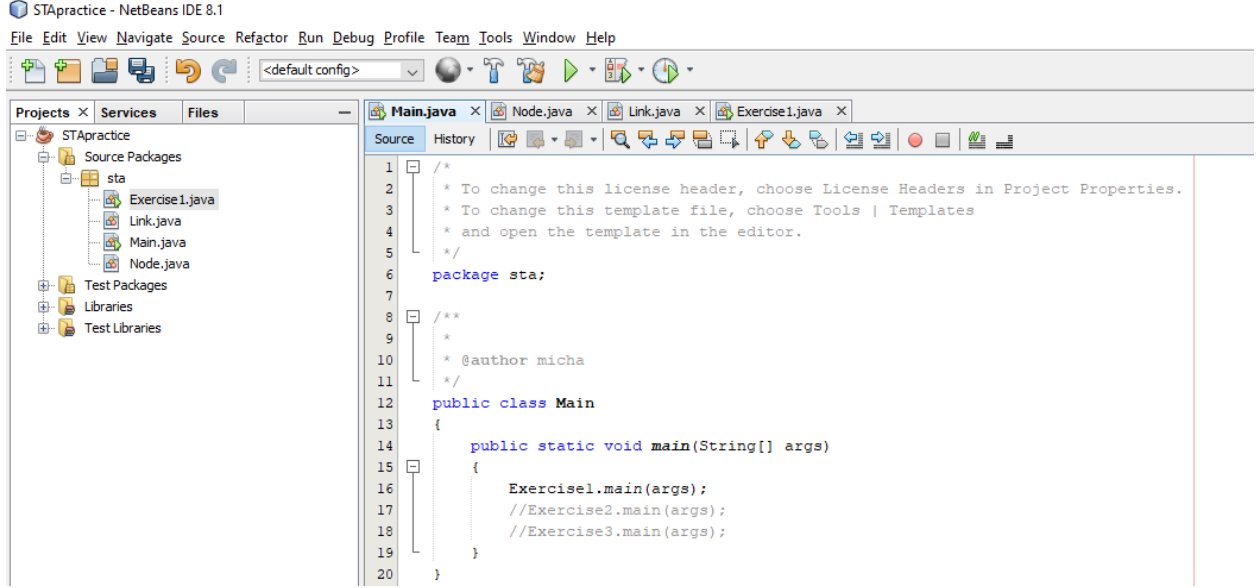 STApractice - NetBeans IDE 8.1
File Edit View Navigate Source Refactor Run Debug Profile Team Tools Window Help
<default config>
Projects Services Files
STApractice
Source Packages
sta
Exercise1.java
Link.java
Main.java
Node.java
Test Packages
Libraries
Test Libraries
Main.java Node.java Link.java Exercise1.java
Source History
1 /*
2 * To change this license header, choose License Headers in Project Properties.
3 * To change this template file, choose Tools | Templates
4 * and open the template in the editor.
5 */
6 package sta;
7
8 /**
9 *
10 * @author micha
11 */
12 public class Main
13 {
14 public static void main(String[] args)
15 {
16 Exercise1.main(args);
17 //Exercise2.main(args);
18 //Exercise3.main(args);
19 }
20 }